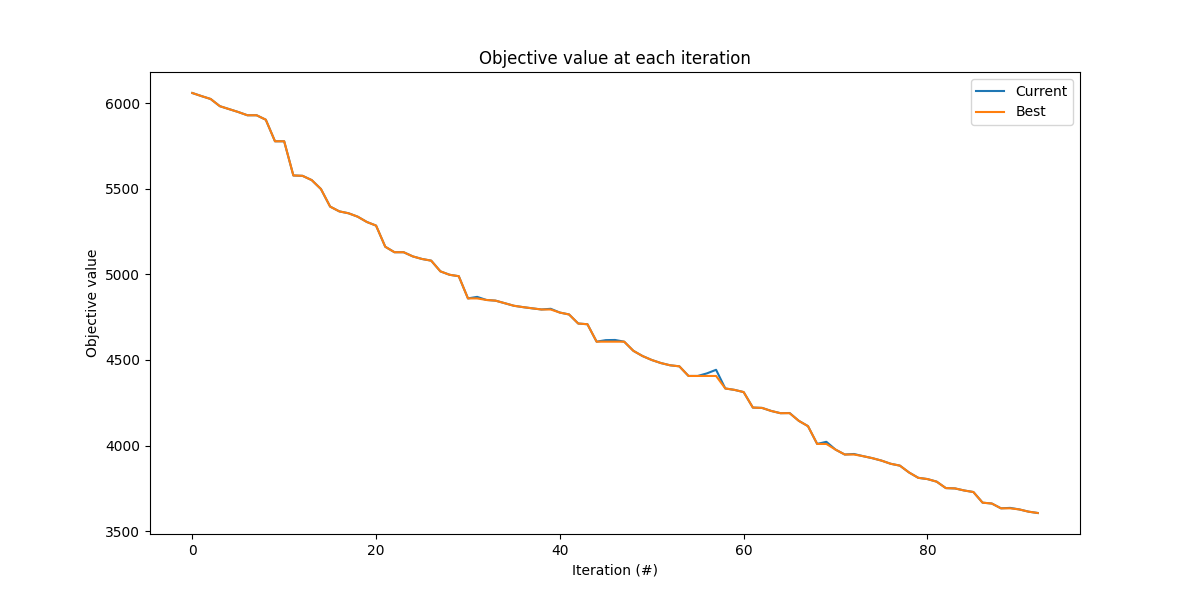 Objective value at each iteration
Current
Best
6000
5500
5000
4500
4000
3500
Objective value
0 20 40 60 80
Iteration (#)